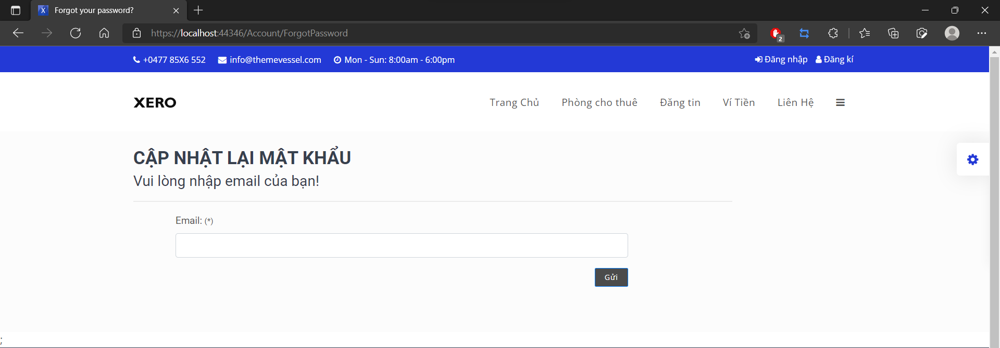 Forgot your password?
https://localhost:44346/Account/ForgotPassword
2
+0477 85X6 552 info@themevessel.com Mon - Sun: 8:00am - 6:00pm Đăng nhập Đăng kí
XERO Trang Chủ Phòng cho thuê Đăng tin Ví Tiền Liên Hệ
CẬP NHẬT LẠI MẬT KHẨU
Vui lòng nhập email của bạn!
Email: (*)
Gửi
;